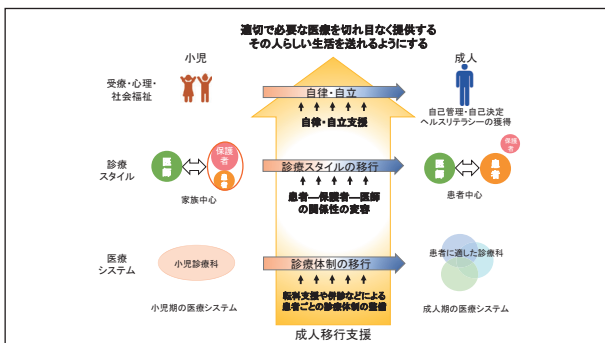 適切で必要な医療を切れ目なく提供する
その人らしい生活を送れるようにする
小児
成人
受療・心理・
社会福祉
自律・自立
自律・自立支援
自己管理・自己決定
ヘルスリテラシーの獲得
診療
スタイル
医師
保護者
患者
家族中心
診療スタイルの移行
患者―保護者―医師
の関係性の変容
医師
保護者
患者
患者中心
医療
システム
小児診療科
小児期の医療システム
診療体制の移行
転科支援や併診などによる
患者ごとの診療体制の整備
患者に適した診療科
成人期の医療システム
成人移行支援